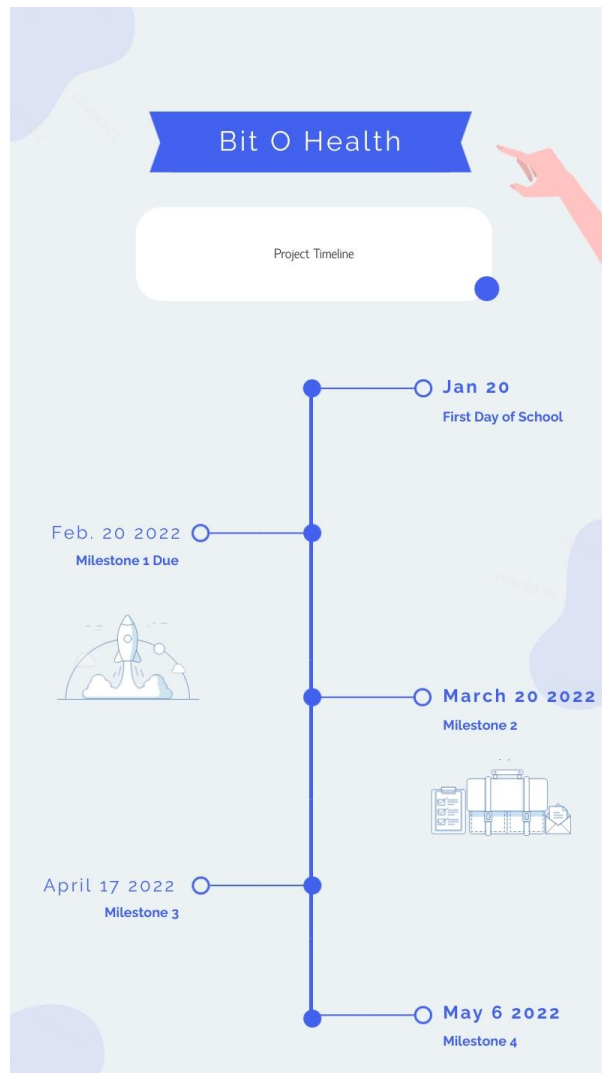 Bit O Health
Project Timeline
Jan 20
First Day of School
Feb. 20 2022
Milestone 1 Due
March 20 2022
Milestone 2
April 17 2022
Milestone 3
May 6 2022
Milestone 4